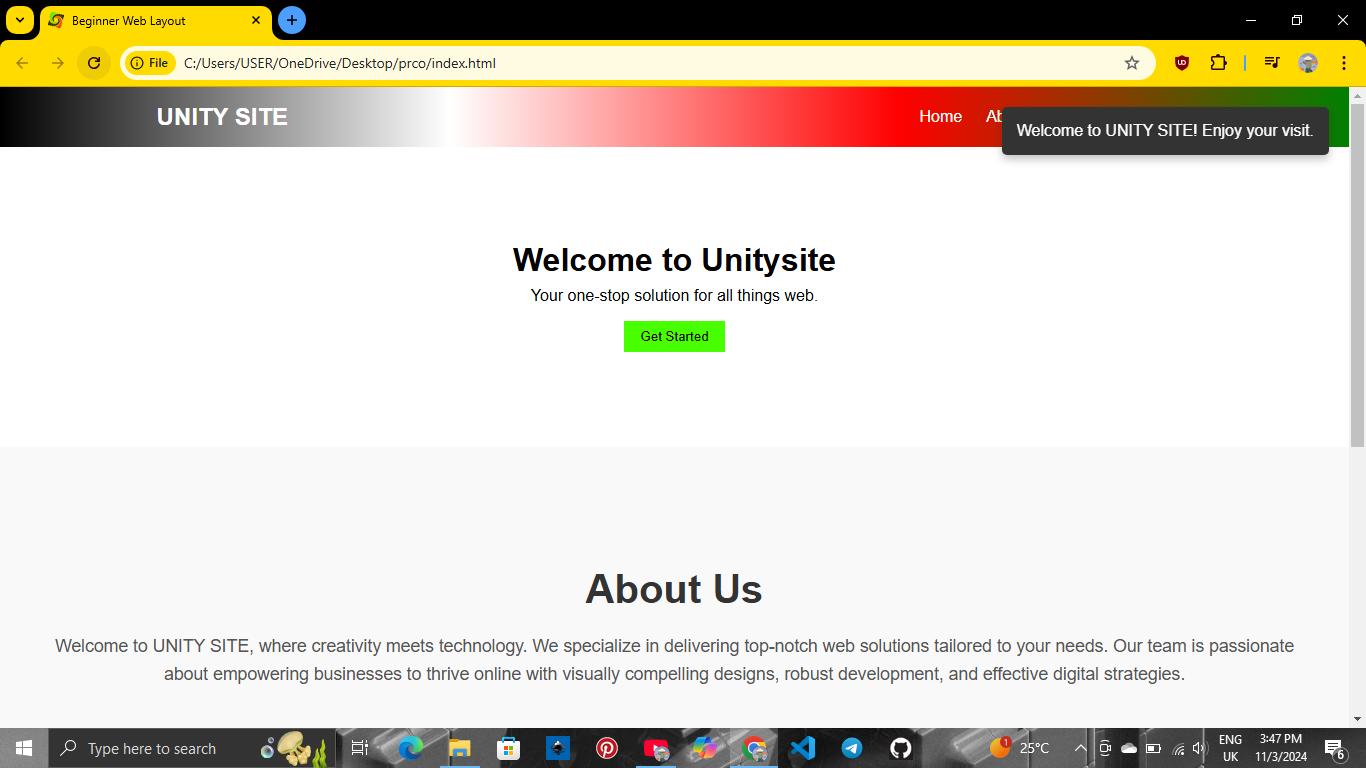 Beginner Web Layout
File
C:/Users/USER/OneDrive/Desktop/prco/index.html
UNITY SITE
Home
Ab
Welcome to UNITY SITE! Enjoy your visit.
Welcome to Unitysite
Your one-stop solution for all things web.
Get Started
About Us
Welcome to UNITY SITE, where creativity meets technology. We specialize in delivering top-notch web solutions tailored to your needs. Our team is passionate
about empowering businesses to thrive online with visually compelling designs, robust development, and effective digital strategies.
Type here to search
1
25°C
ENG
UK
3:47 PM
11/3/2024
6